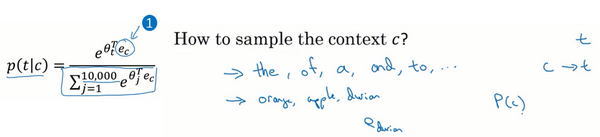 1
p(t|c) = e^{θ_t^T e_c} / Σ_{j=1}^{10,000} e^{θ_j^T e_c}
How to sample the context c?
→ the, of, a, and, to, ...
→ orange, apple, durian
e_durian
t
c → t
P(c)